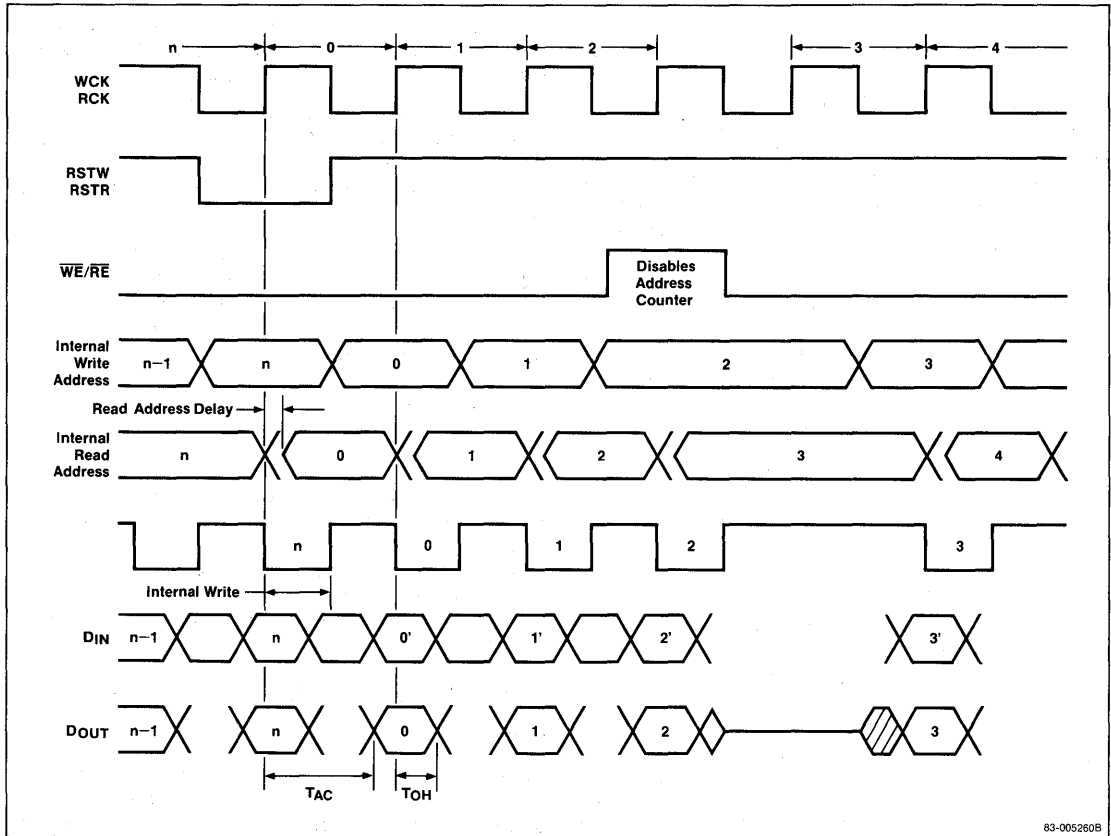 n 0 1 2 3 4
WCK
RCK
RSTW
RSTR
WE/RE
Disables
Address
Counter
Internal
Write
Address
n−1 n 0 1 2 3
Read Address Delay
Internal
Read
Address
n 0 1 2 3 4
n 0 1 2 3
Internal Write
DIN n−1 n 0' 1' 2' 3'
DOUT n−1 n 0 1 2 3
TAC TOH
83-005260B